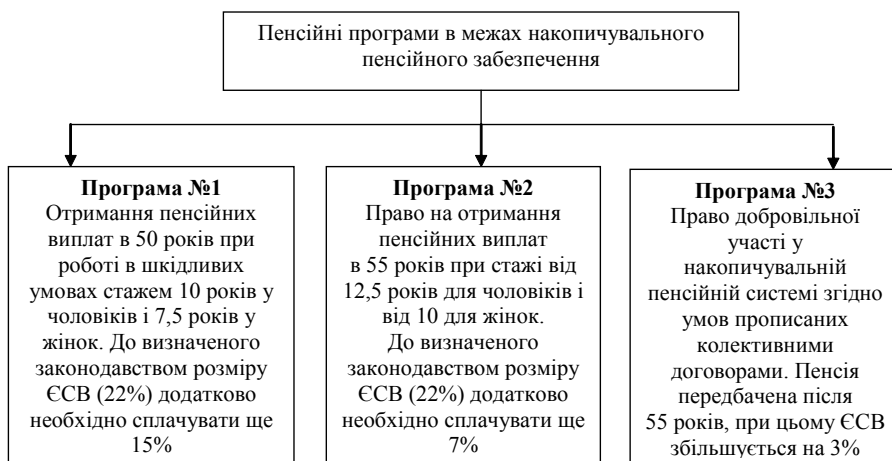 Пенсійні програми в межах накопичувального
пенсійного забезпечення
Програма №1
Отримання пенсійних
виплат в 50 років при
роботі в шкідливих
умовах стажем 10 років у
чоловіків і 7,5 років у
жінок. До визначеного
законодавством розміру
ЄСВ (22%) додатково
необхідно сплачувати ще
15%
Програма №2
Право на отримання
пенсійних виплат
в 55 років при стажі від
12,5 років для чоловіків і
від 10 для жінок.
До визначеного
законодавством розміру
ЄСВ (22%) додатково
необхідно сплачувати ще
7%
Програма №3
Право добровільної
участі у
накопичувальній
пенсійній системі згідно
умов прописаних
колективними
договорами. Пенсія
передбачена після
55 років, при цьому ЄСВ
збільшується на 3%